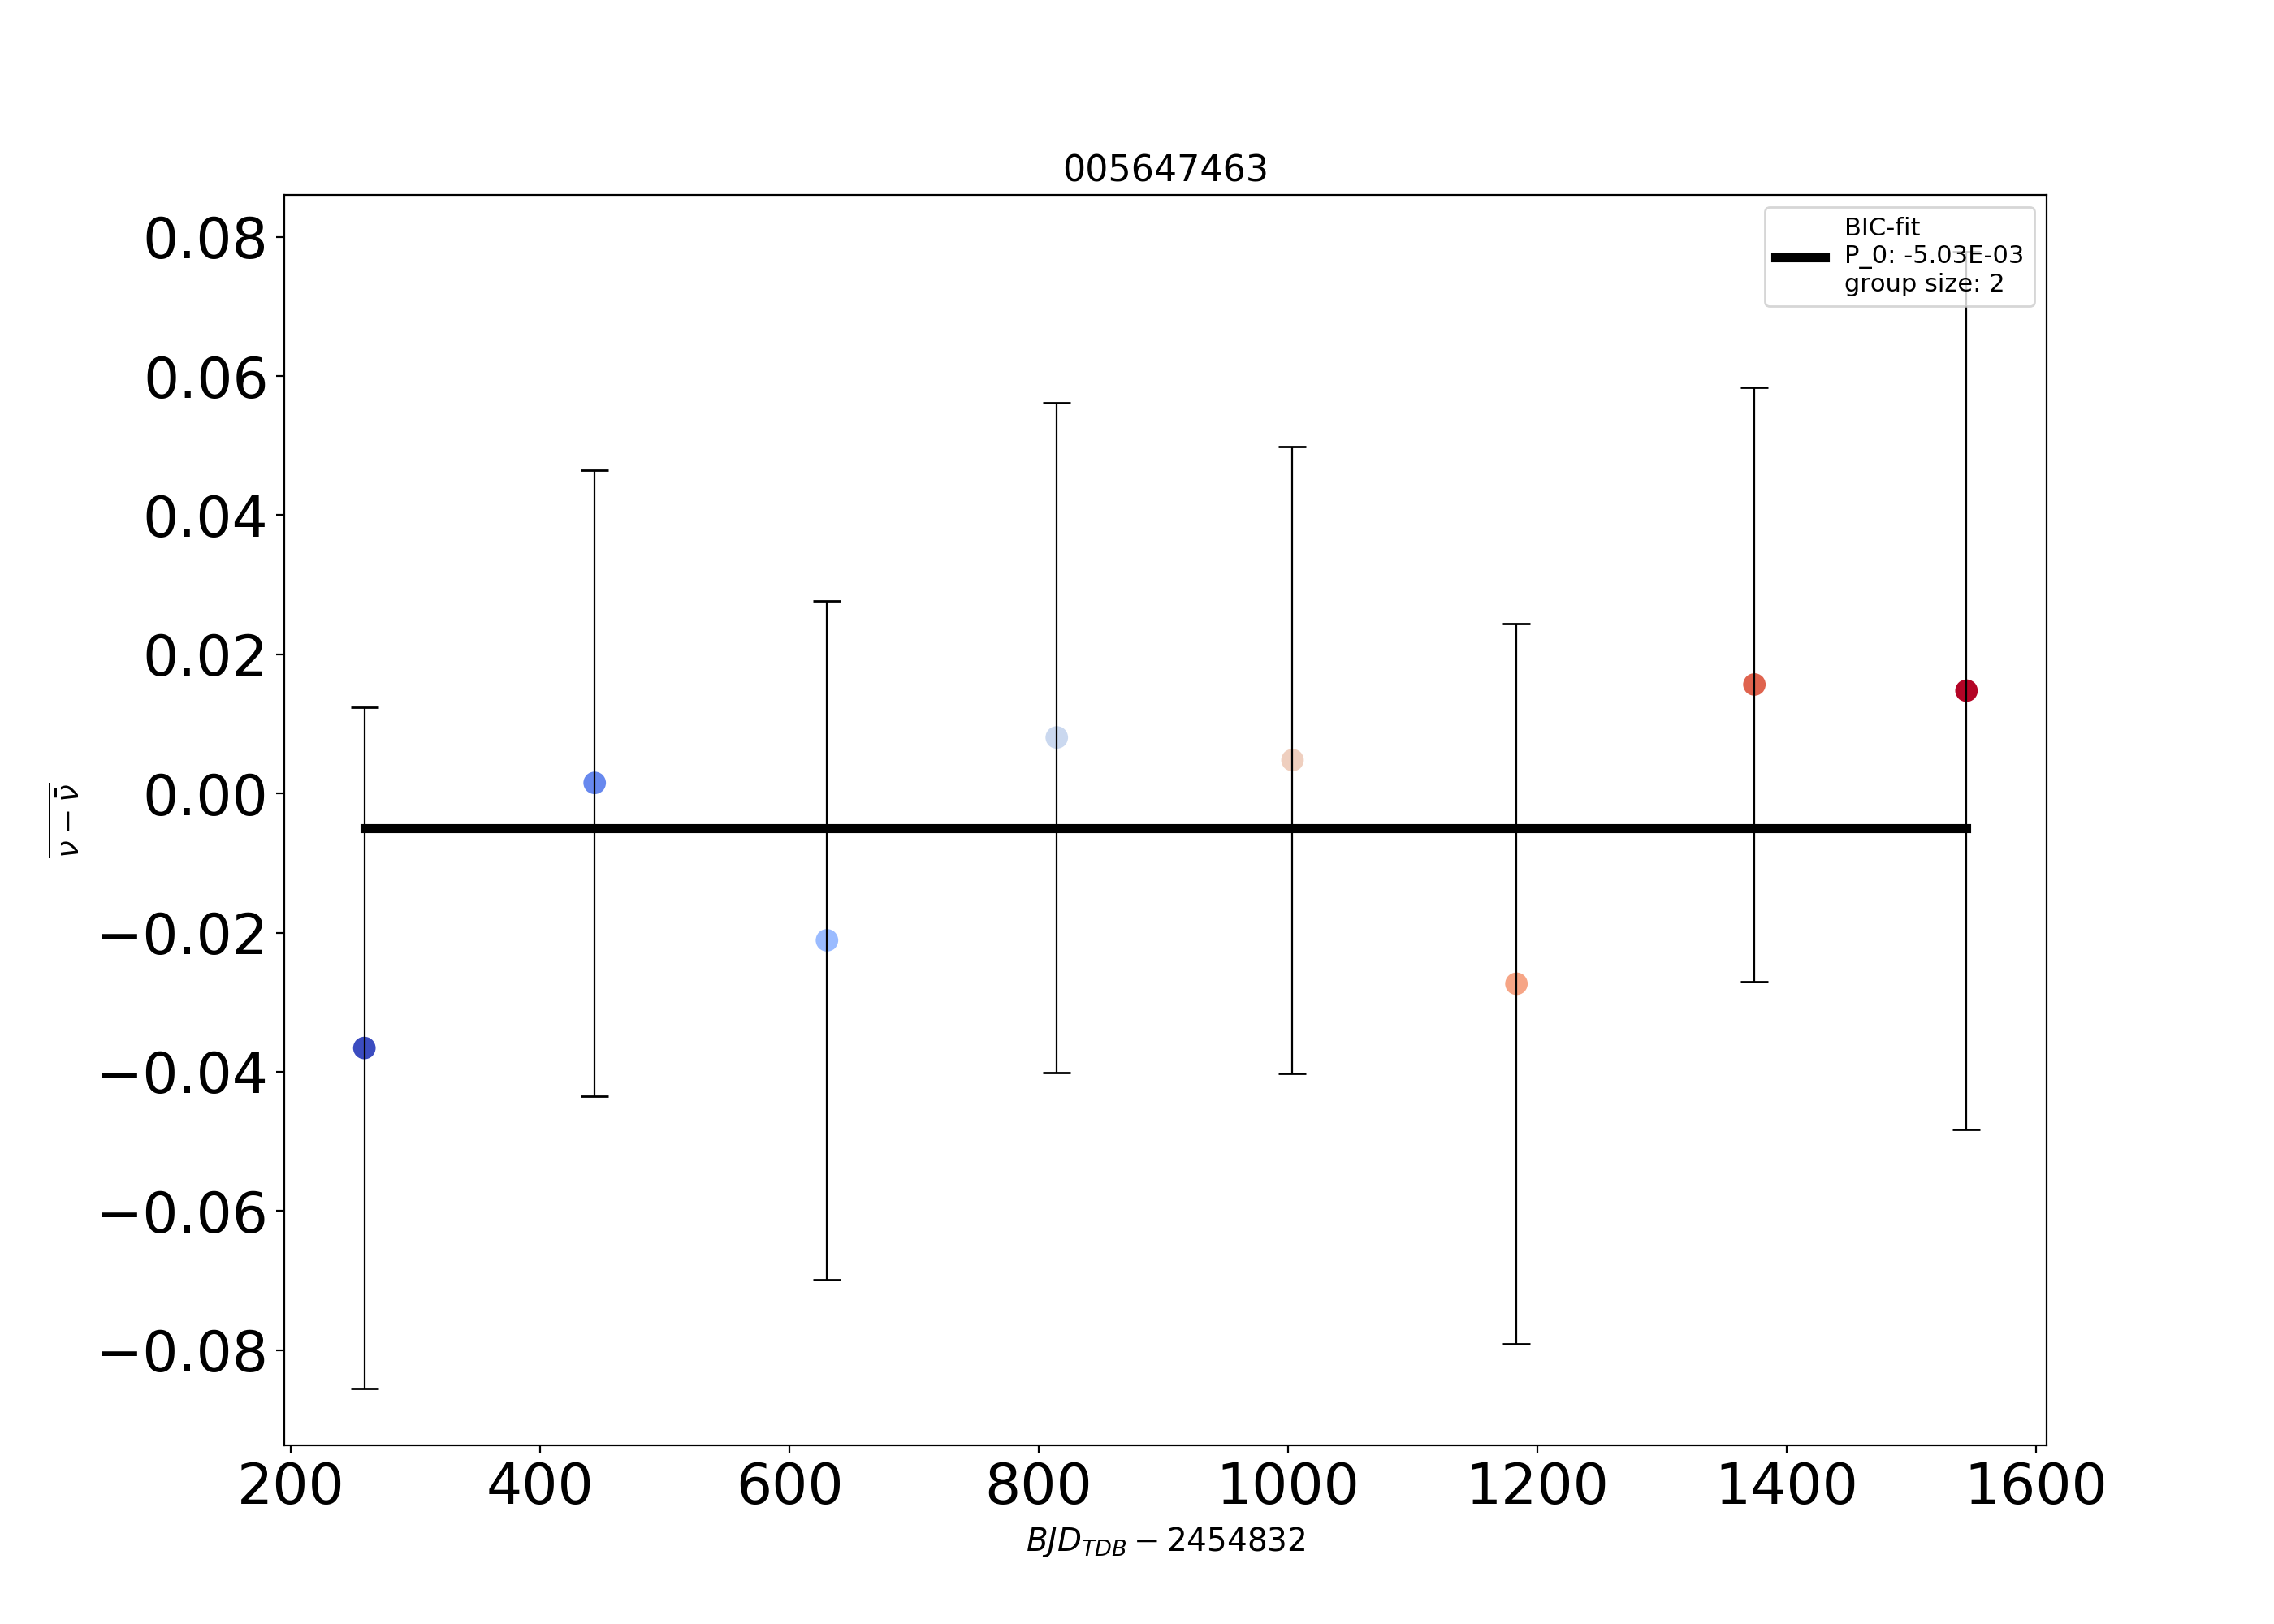 005647463
BIC-fit
P_0: -5.03E-03
group size: 2
0.08
0.06
0.04
0.02
0.00
−0.02
−0.04
−0.06
−0.08
ν − ν̄
200 400 600 800 1000 1200 1400 1600
BJD_TDB − 2454832